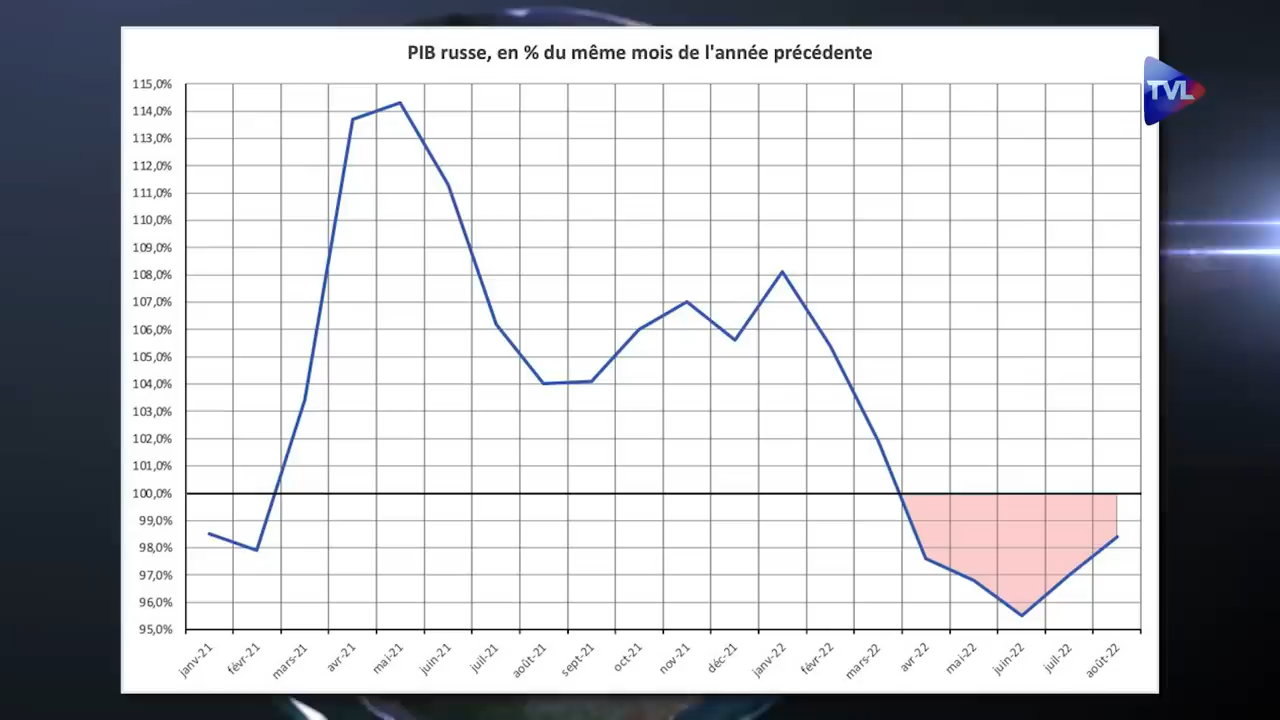 PIB russe, en % du même mois de l'année précédente
TVL
115,0%
114,0%
113,0%
112,0%
111,0%
110,0%
109,0%
108,0%
107,0%
106,0%
105,0%
104,0%
103,0%
102,0%
101,0%
100,0%
99,0%
98,0%
97,0%
96,0%
95,0%
janv-21
févr-21
mars-21
avr-21
mai-21
juin-21
juil-21
août-21
sept-21
oct-21
nov-21
déc-21
janv-22
févr-22
mars-22
avr-22
mai-22
juin-22
juil-22
août-22